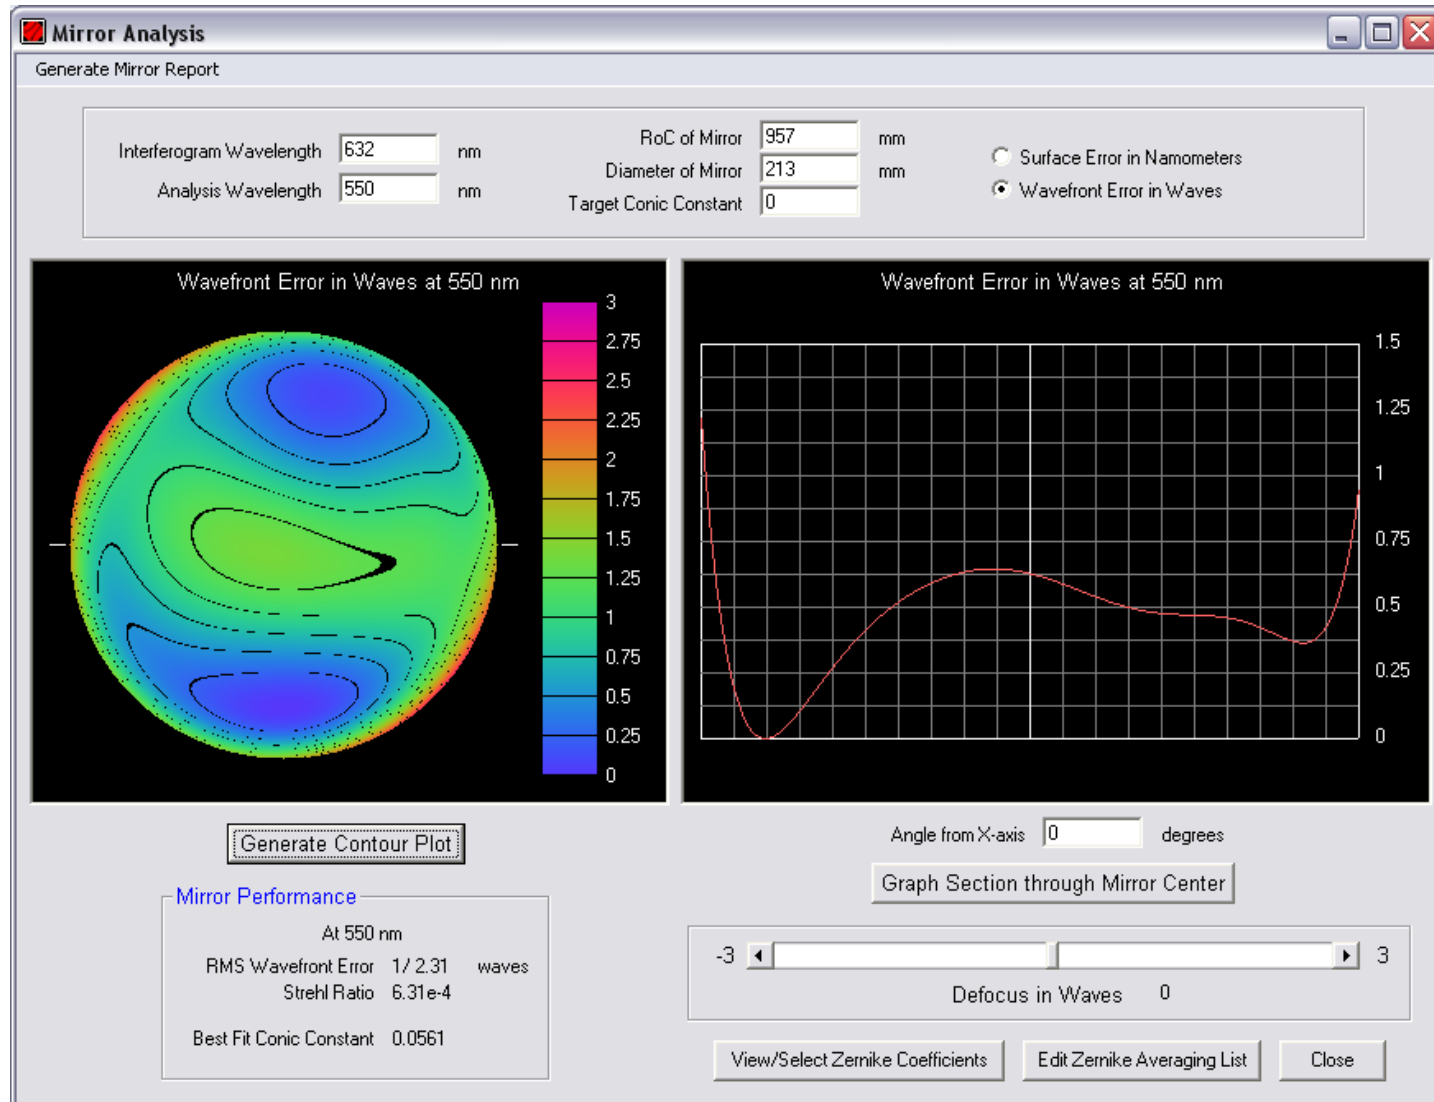 Mirror Analysis
Generate Mirror Report
Interferogram Wavelength 632 nm
Analysis Wavelength 550 nm
RoC of Mirror 957 mm
Diameter of Mirror 213 mm
Target Conic Constant 0
Surface Error in Namometers
Wavefront Error in Waves
Wavefront Error in Waves at 550 nm
3
2.75
2.5
2.25
2
1.75
1.5
1.25
1
0.75
0.5
0.25
0
Wavefront Error in Waves at 550 nm
1.5
1.25
1
0.75
0.5
0.25
0
Generate Contour Plot
Mirror Performance
At 550 nm
RMS Wavefront Error 1/ 2.31 waves
Strehl Ratio 6.31e-4
Best Fit Conic Constant 0.0561
Angle from X-axis 0 degrees
Graph Section through Mirror Center
-3 3
Defocus in Waves 0
View/Select Zernike Coefficients Edit Zernike Averaging List Close